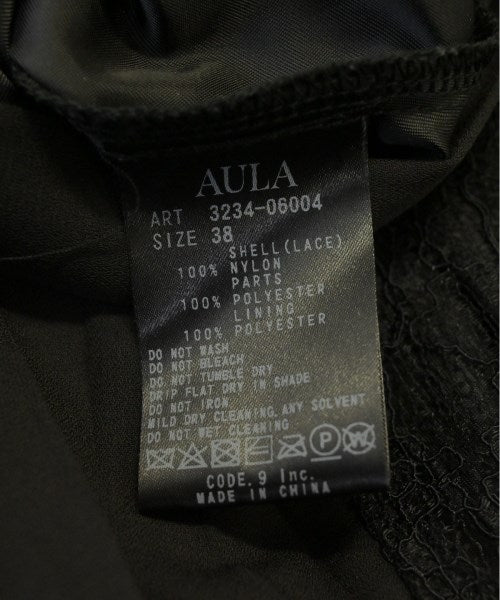 AULA
ART 3234-06004
SIZE 38
SHELL(LACE)
100% NYLON
PARTS
100% POLYESTER
LINING
100% POLYESTER
DO NOT WASH
DO NOT BLEACH
DO NOT TUMBLE DRY
DRIP FLAT DRY IN SHADE
DO NOT IRON
MILD DRY CLEANING.ANY SOLVENT
DO NOT WET CLEANING
P W
CODE.9 Inc.
MADE IN CHINA